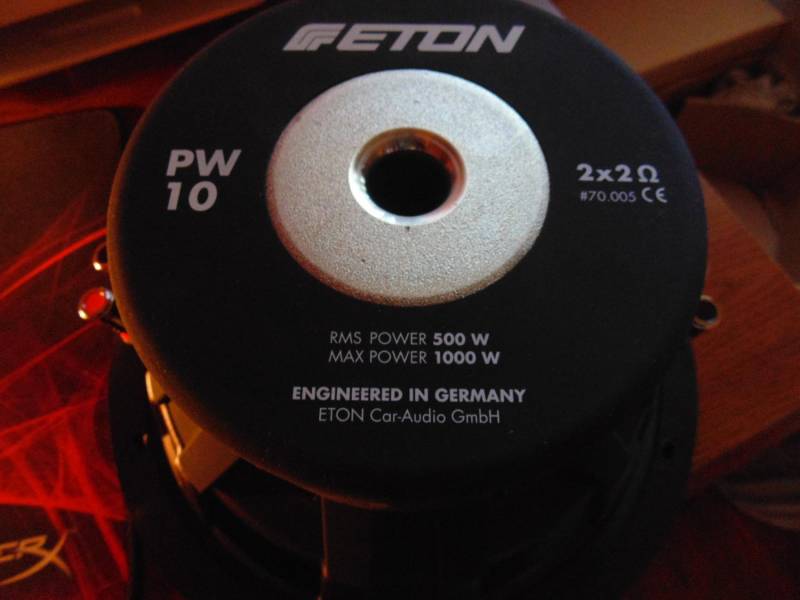 ETON
PW
10
2x2 Ω
#70.005 CE
RMS POWER 500 W
MAX POWER 1000 W
ENGINEERED IN GERMANY
ETON Car-Audio GmbH